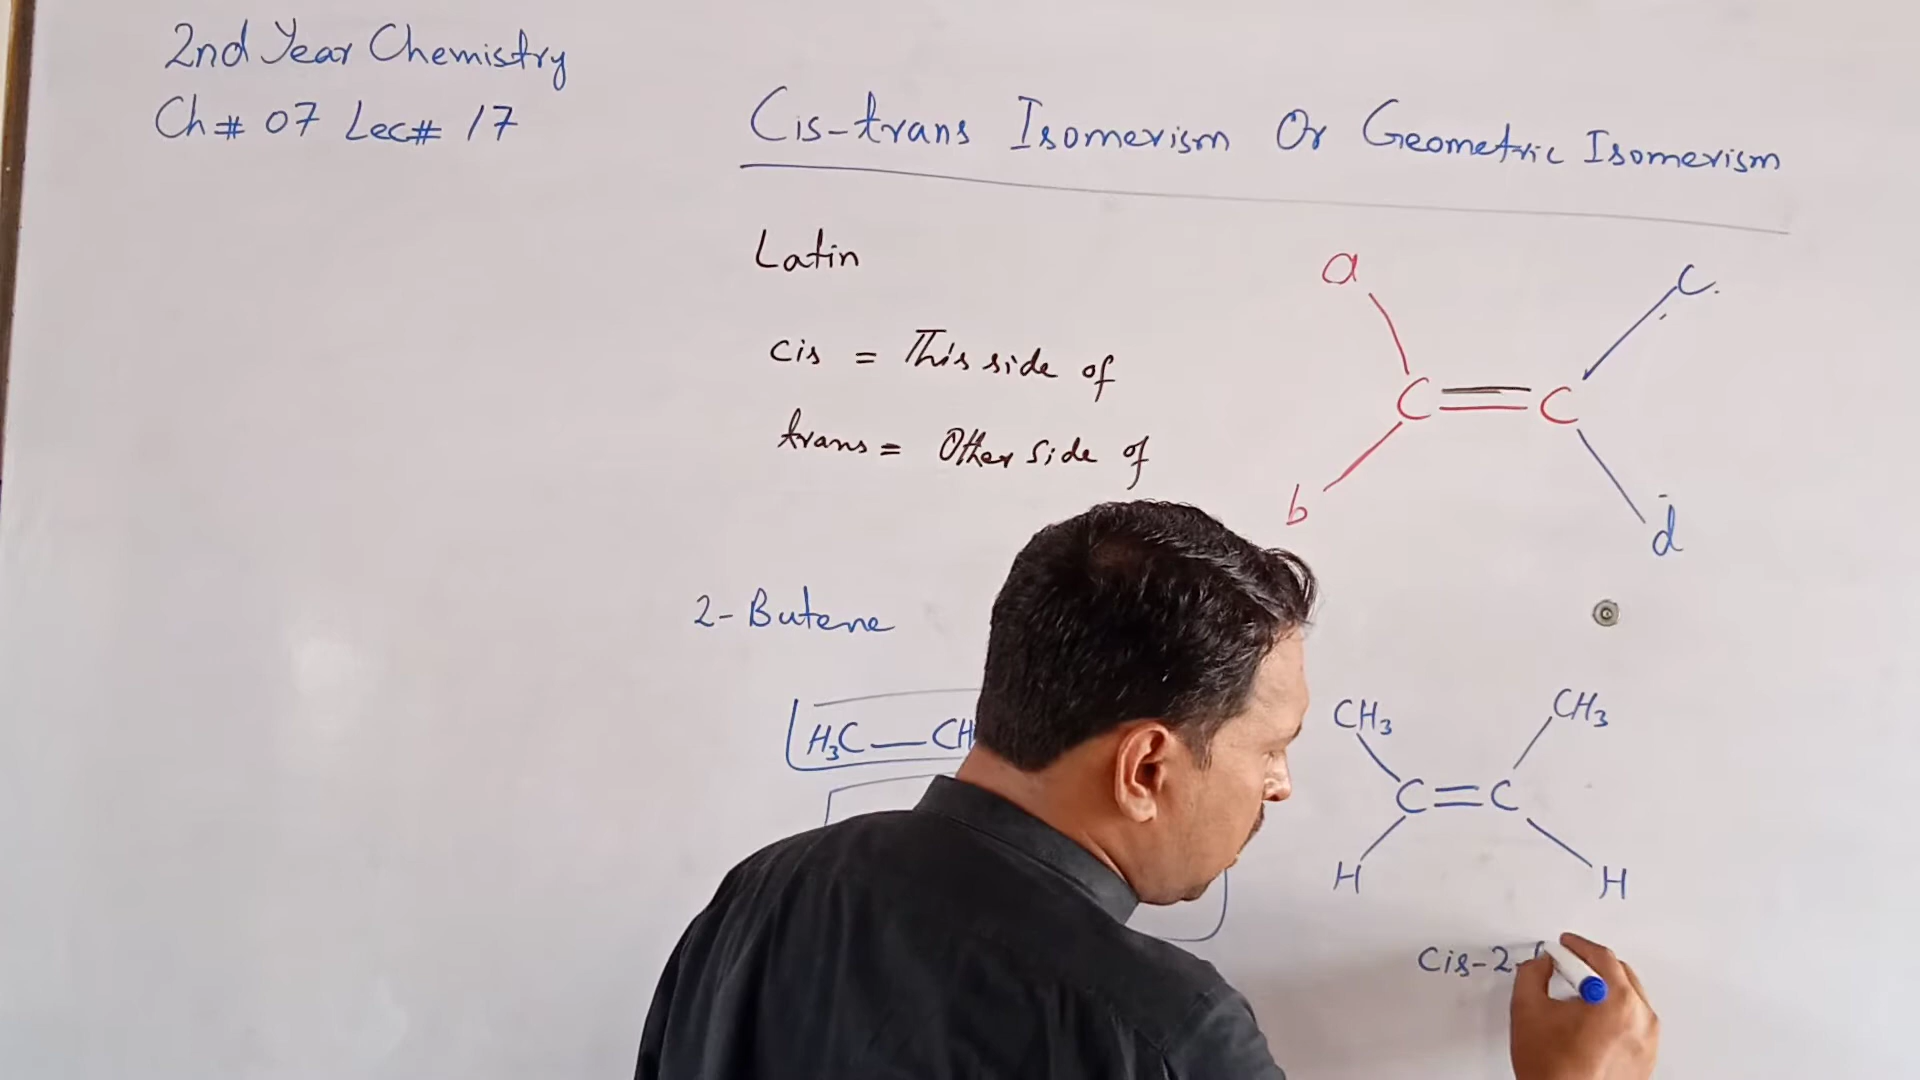 2nd Year Chemistry
Ch# 07 Lec# 17
Cis-trans Isomerism Or Geometric Isomerism
Latin
cis = This side of
trans = Other side of
a
c
C=C
b
d
2-Butene
H₃C—CH
CH₃
CH₃
C=C
H
H
Cis-2-